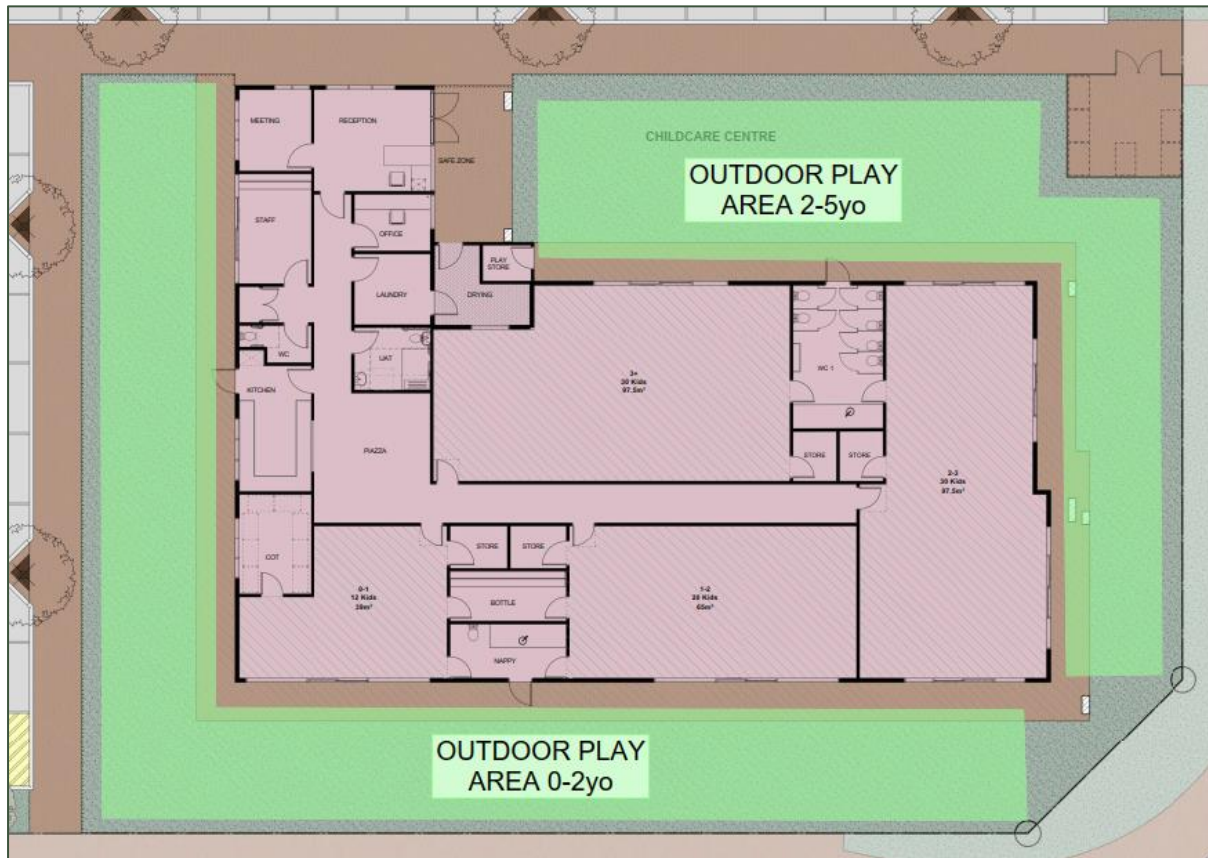 MEETING
RECEPTION
CHILDCARE CENTRE
SAFE ZONE
OUTDOOR PLAY
AREA 2-5yo
STAFF
OFFICE
PLAY
STORE
LAUNDRY
DRYING
UAT
WC
KITCHEN
3+
30 Kids
97.5m²
WC 1
PIAZZA
STORE
STORE
2-3
30 Kids
97.5m²
COT
STORE
STORE
0-1
12 Kids
39m²
1-2
20 Kids
65m²
BOTTLE
NAPPY
OUTDOOR PLAY
AREA 0-2yo